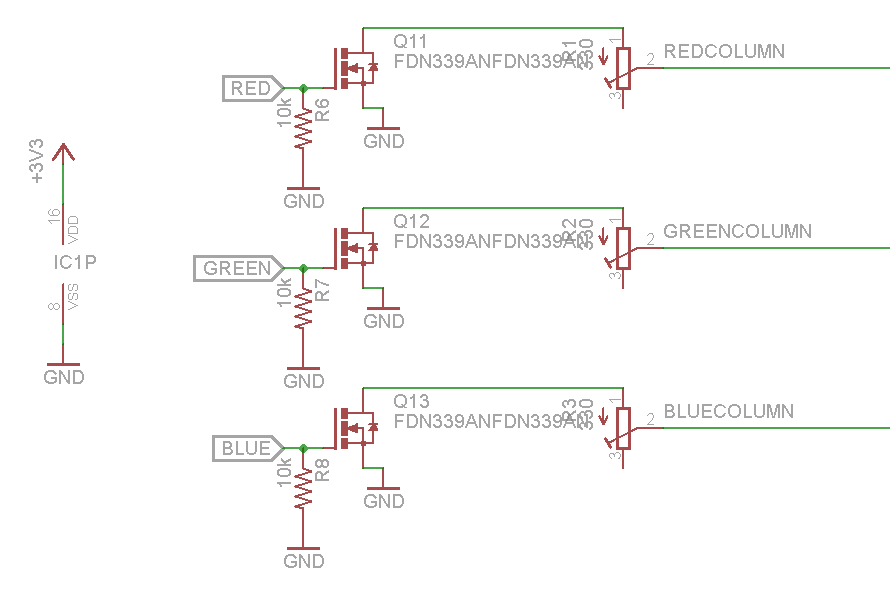 Q11
FDN339ANFDN339AN
R1
330
1
2
3
REDCOLUMN
RED
10k
R6
GND
GND
+3V3
16
VDD
IC1P
8
VSS
GND
Q12
FDN339ANFDN339AN
R2
330
1
2
3
GREENCOLUMN
GREEN
10k
R7
GND
GND
Q13
FDN339ANFDN339AN
R3
330
1
2
3
BLUECOLUMN
BLUE
10k
R8
GND
GND